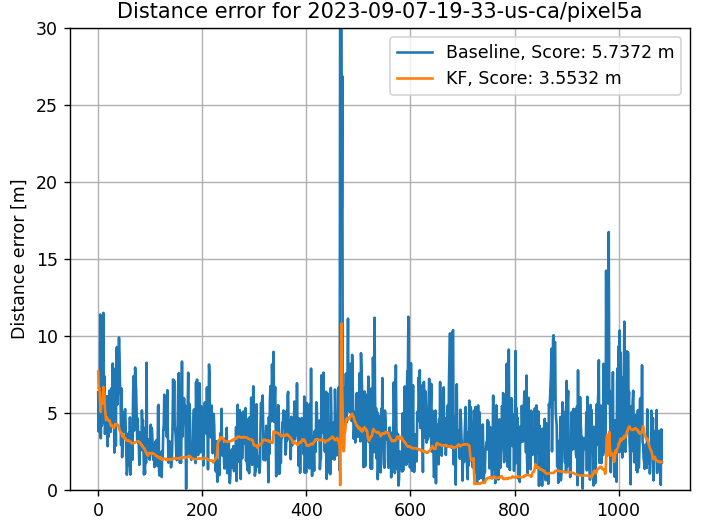 Distance error for 2023-09-07-19-33-us-ca/pixel5a
Baseline, Score: 5.7372 m
KF, Score: 3.5532 m
Distance error [m]
30
25
20
15
10
5
0
0 200 400 600 800 1000